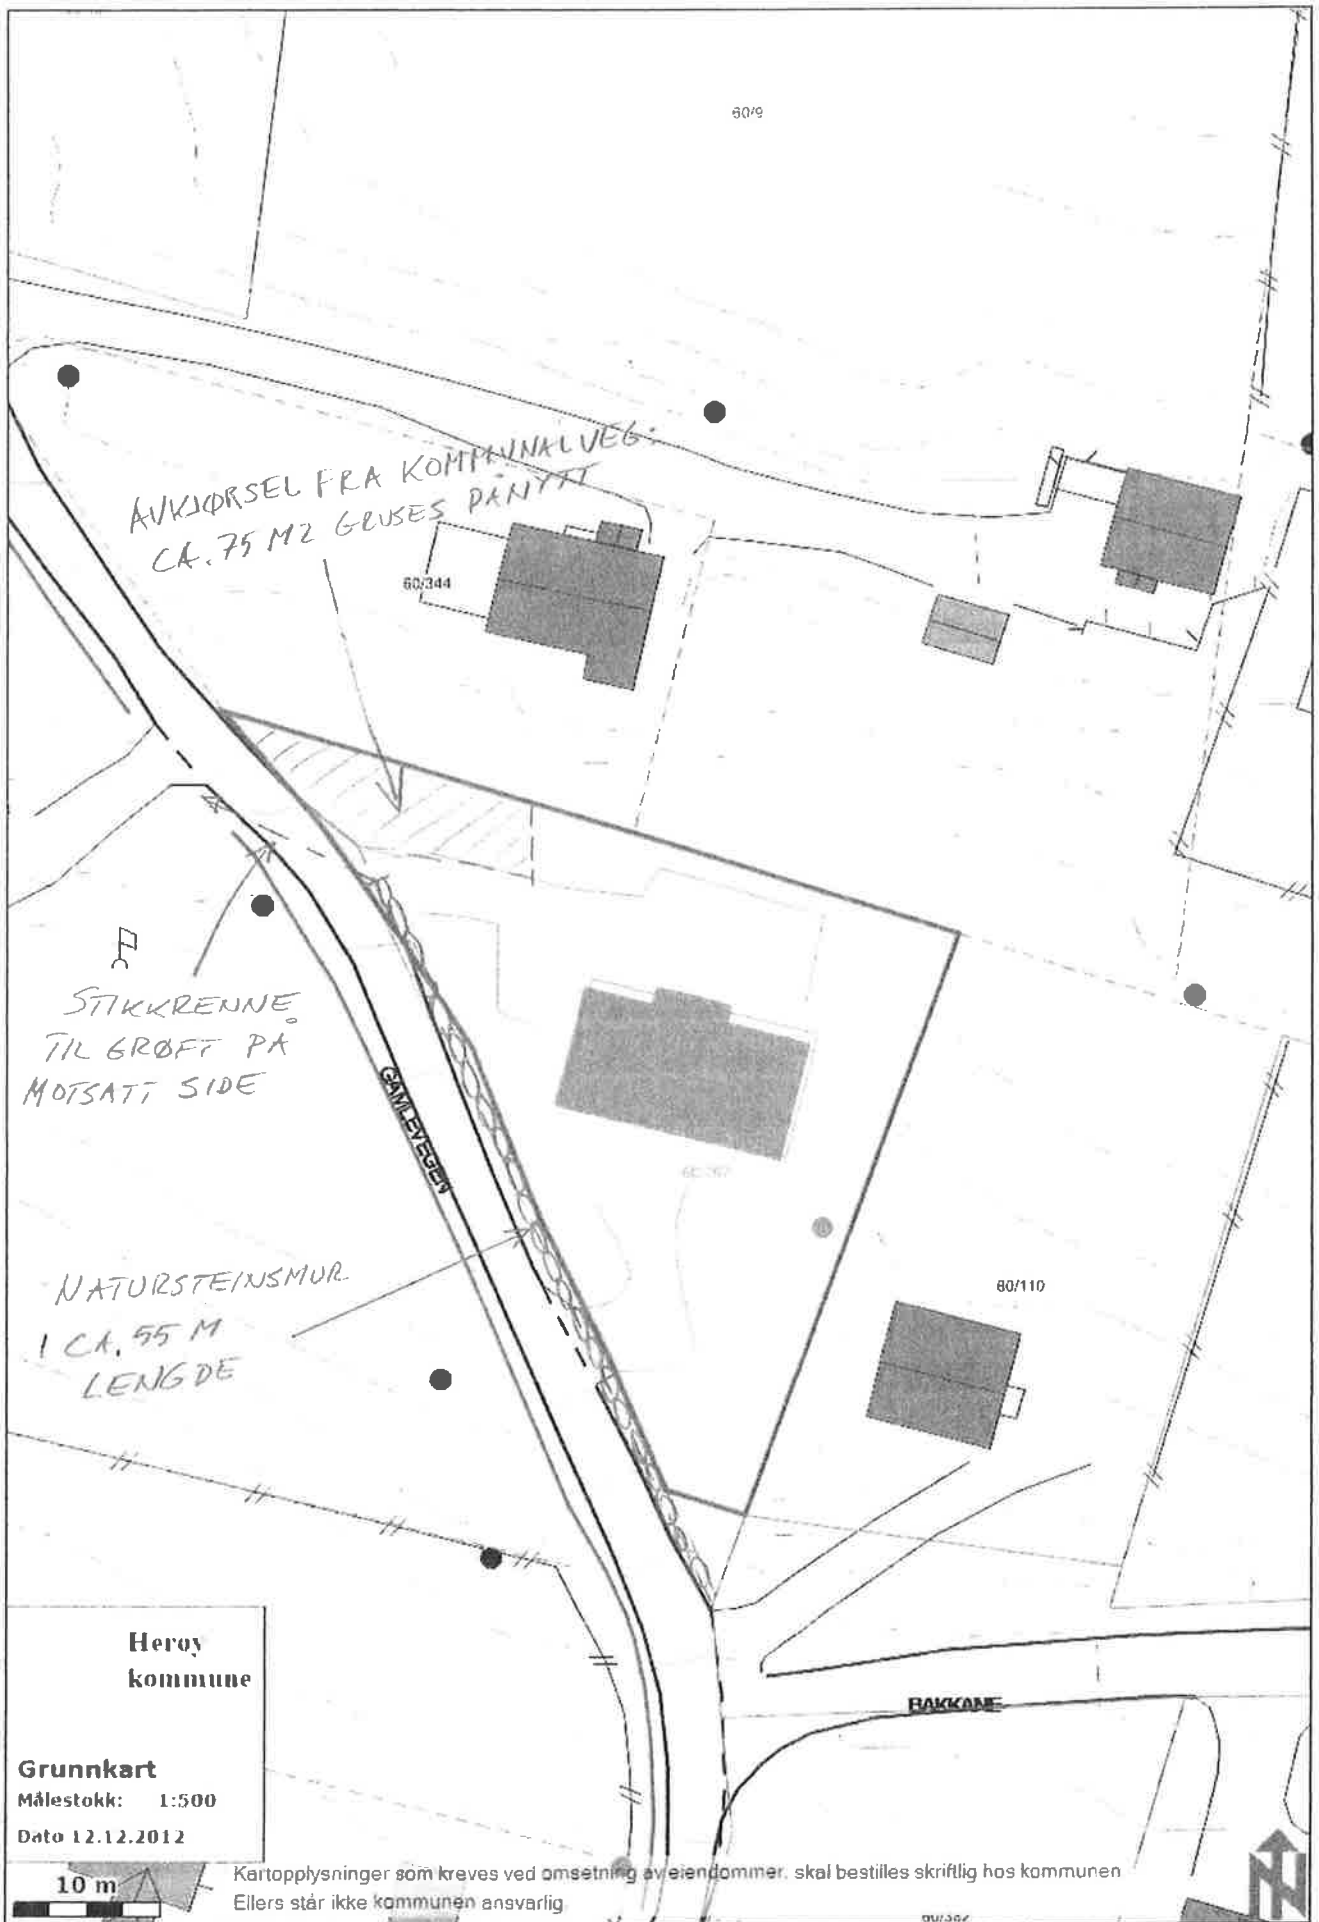 60/9
AVKJØRSEL FRA KOMMUNALVEG.
CA. 75 M2 GRUSES PÅNYTT
60/344
STIKKRENNE
TIL GRØFT PÅ
MOTSATT SIDE
GAMLEVEGEN
NATURSTEINSMUR
I CA. 55 M
LENGDE
60/110
BAKKANE
Herøy
kommune
Grunnkart
Målestokk: 1:500
Dato 12.12.2012
10 m
Kartopplysninger som kreves ved omsetning av eiendommer, skal bestilles skriftlig hos kommunen
Ellers står ikke kommunen ansvarlig
N